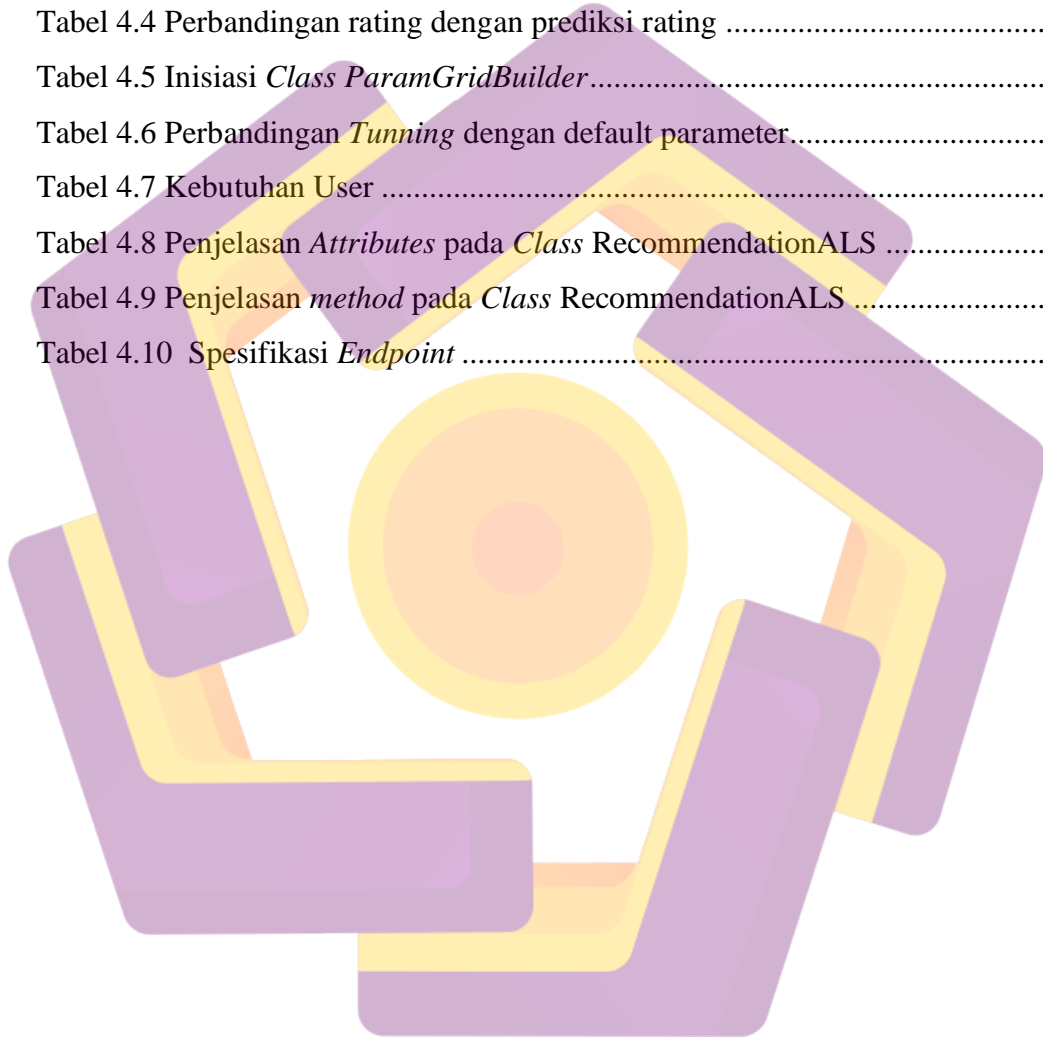 Tabel 4.4 Perbandingan rating dengan prediksi rating ........................................
Tabel 4.5 Inisiasi Class ParamGridBuilder.........................................................
Tabel 4.6 Perbandingan Tunning dengan default parameter................................
Tabel 4.7 Kebutuhan User ..................................................................................
Tabel 4.8 Penjelasan Attributes pada Class RecommendationALS ....................
Tabel 4.9 Penjelasan method pada Class RecommendationALS ........................
Tabel 4.10  Spesifikasi Endpoint .........................................................................